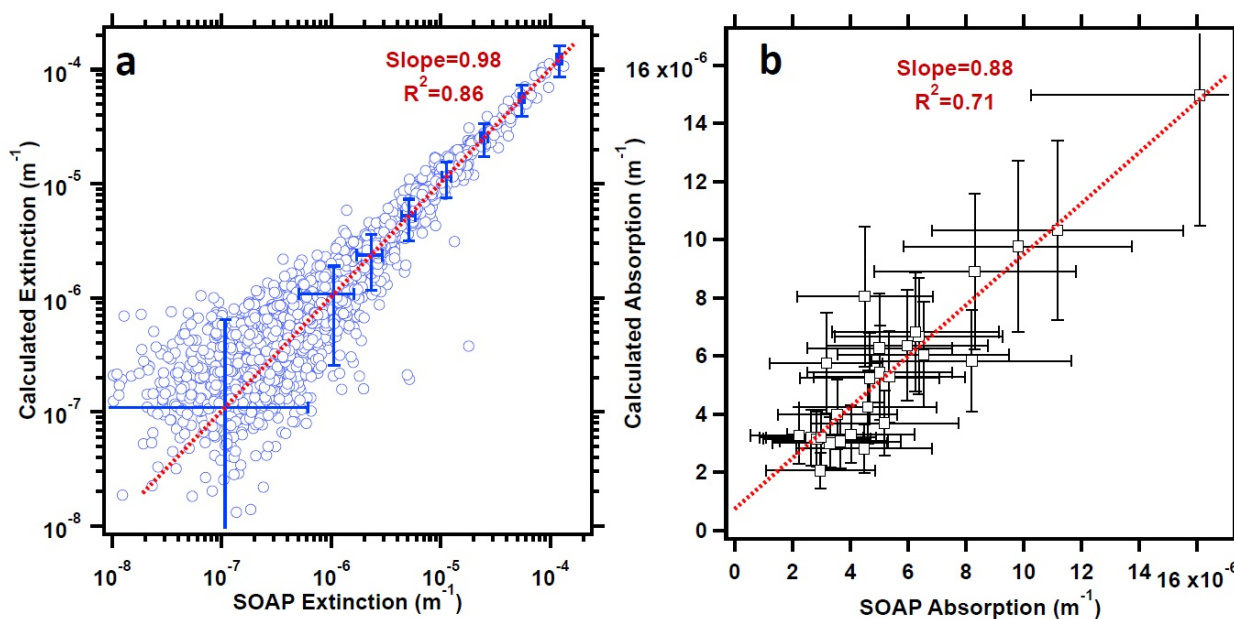 a
Slope=0.98
R²=0.86
10⁻⁴
10⁻⁵
10⁻⁶
10⁻⁷
10⁻⁸
Calculated Extinction (m⁻¹)
10⁻⁸ 10⁻⁷ 10⁻⁶ 10⁻⁵ 10⁻⁴
SOAP Extinction (m⁻¹)
b
Slope=0.88
R²=0.71
16 x10⁻⁶
14
12
10
8
6
4
2
0
Calculated Absorption (m⁻¹)
0 2 4 6 8 10 12 14 16 x10⁻⁶
SOAP Absorption (m⁻¹)